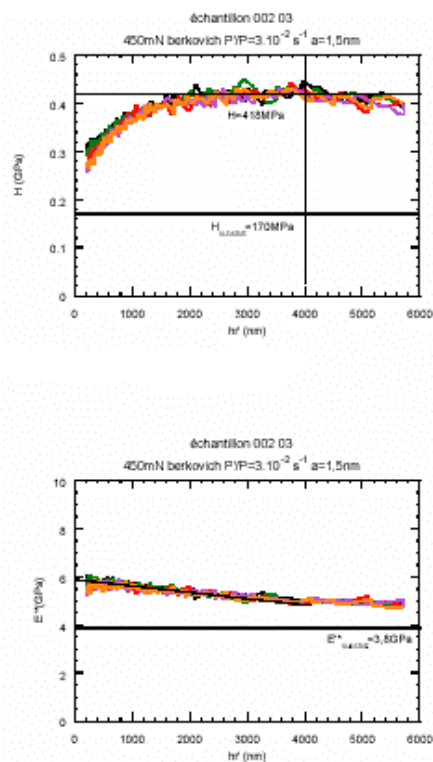 échantillon 002 03
450mN berkovich P'/P=3.10⁻² s⁻¹ a=1,5nm
0.5
0.4
0.3
0.2
0.1
0
H (GPa)
H=418MPa
=170MPa
0 1000 2000 3000 4000 5000 6000
hr' (nm)
échantillon 002 03
450mN berkovich P'/P=3.10⁻² s⁻¹ a=1,5nm
10
8
6
4
2
0
E'*(GPa)
=3,8GPa
0 1000 2000 3000 4000 5000 6000
hr' (nm)